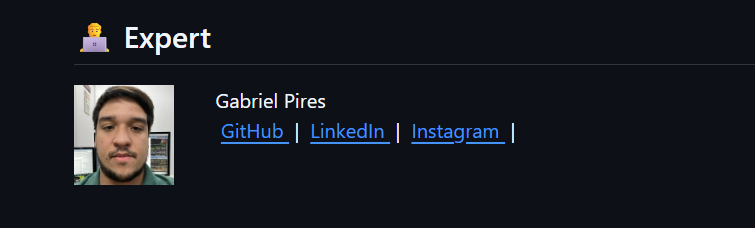 Expert
Gabriel Pires
GitHub | LinkedIn | Instagram |